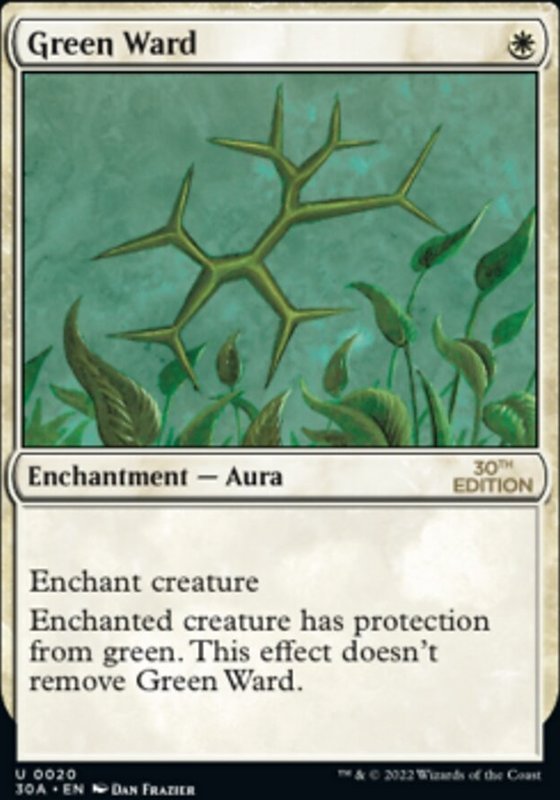 Green Ward
Enchantment — Aura
30TH
EDITION
Enchant creature
Enchanted creature has protection
from green. This effect doesn't
remove Green Ward.
U 0020
30A • EN Dan Frazier
™ & © 2022 Wizards of the Coast